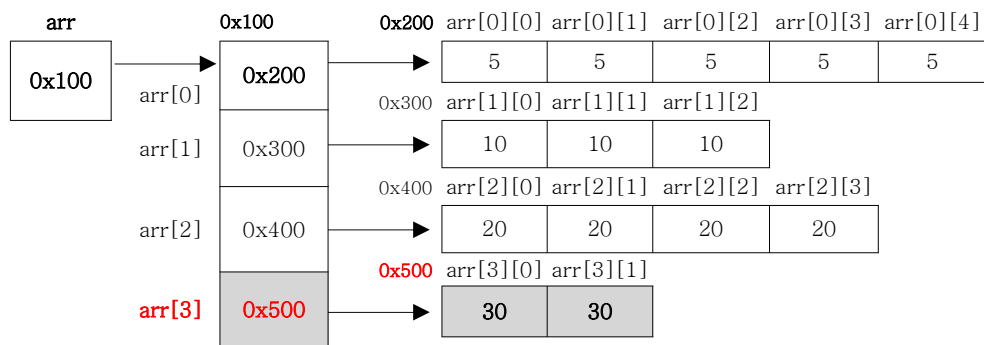 arr 0x100 0x200 arr[0][0] arr[0][1] arr[0][2] arr[0][3] arr[0][4]
0x100 0x200 5 5 5 5 5
arr[0] 0x300 arr[1][0] arr[1][1] arr[1][2]
arr[1] 0x300 10 10 10
0x400 arr[2][0] arr[2][1] arr[2][2] arr[2][3]
arr[2] 0x400 20 20 20 20
0x500 arr[3][0] arr[3][1]
arr[3] 0x500 30 30